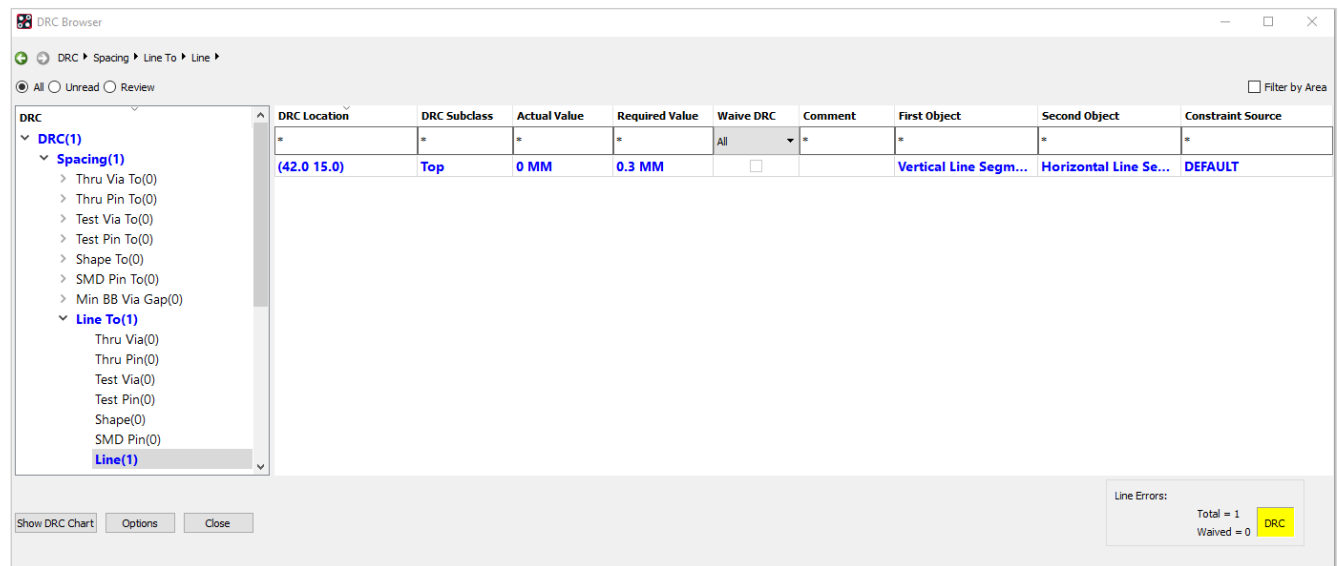 DRC Browser
DRC Spacing Line To Line
All Unread Review Filter by Area
DRC
DRC(1)
Spacing(1)
Thru Via To(0)
Thru Pin To(0)
Test Via To(0)
Test Pin To(0)
Shape To(0)
SMD Pin To(0)
Min BB Via Gap(0)
Line To(1)
Thru Via(0)
Thru Pin(0)
Test Via(0)
Test Pin(0)
Shape(0)
SMD Pin(0)
Line(1)
DRC Location DRC Subclass Actual Value Required Value Waive DRC Comment First Object Second Object Constraint Source
* * * * All * * * *
(42.0 15.0) Top 0 MM 0.3 MM Vertical Line Segm... Horizontal Line Se... DEFAULT
Show DRC Chart Options Close
Line Errors:
Total = 1
Waived = 0
DRC